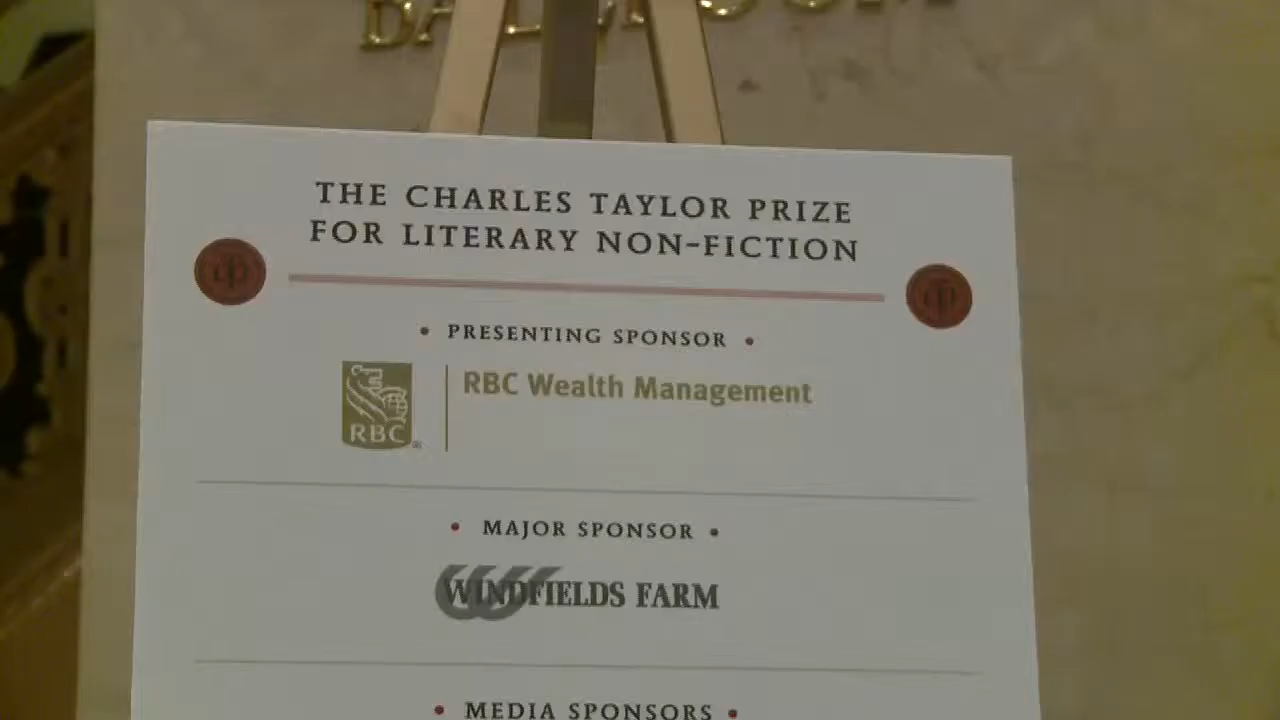 THE CHARLES TAYLOR PRIZE
FOR LITERARY NON-FICTION
• PRESENTING SPONSOR •
RBC Wealth Management
RBC®
• MAJOR SPONSOR •
WINDFIELDS FARM
• MEDIA SPONSORS •